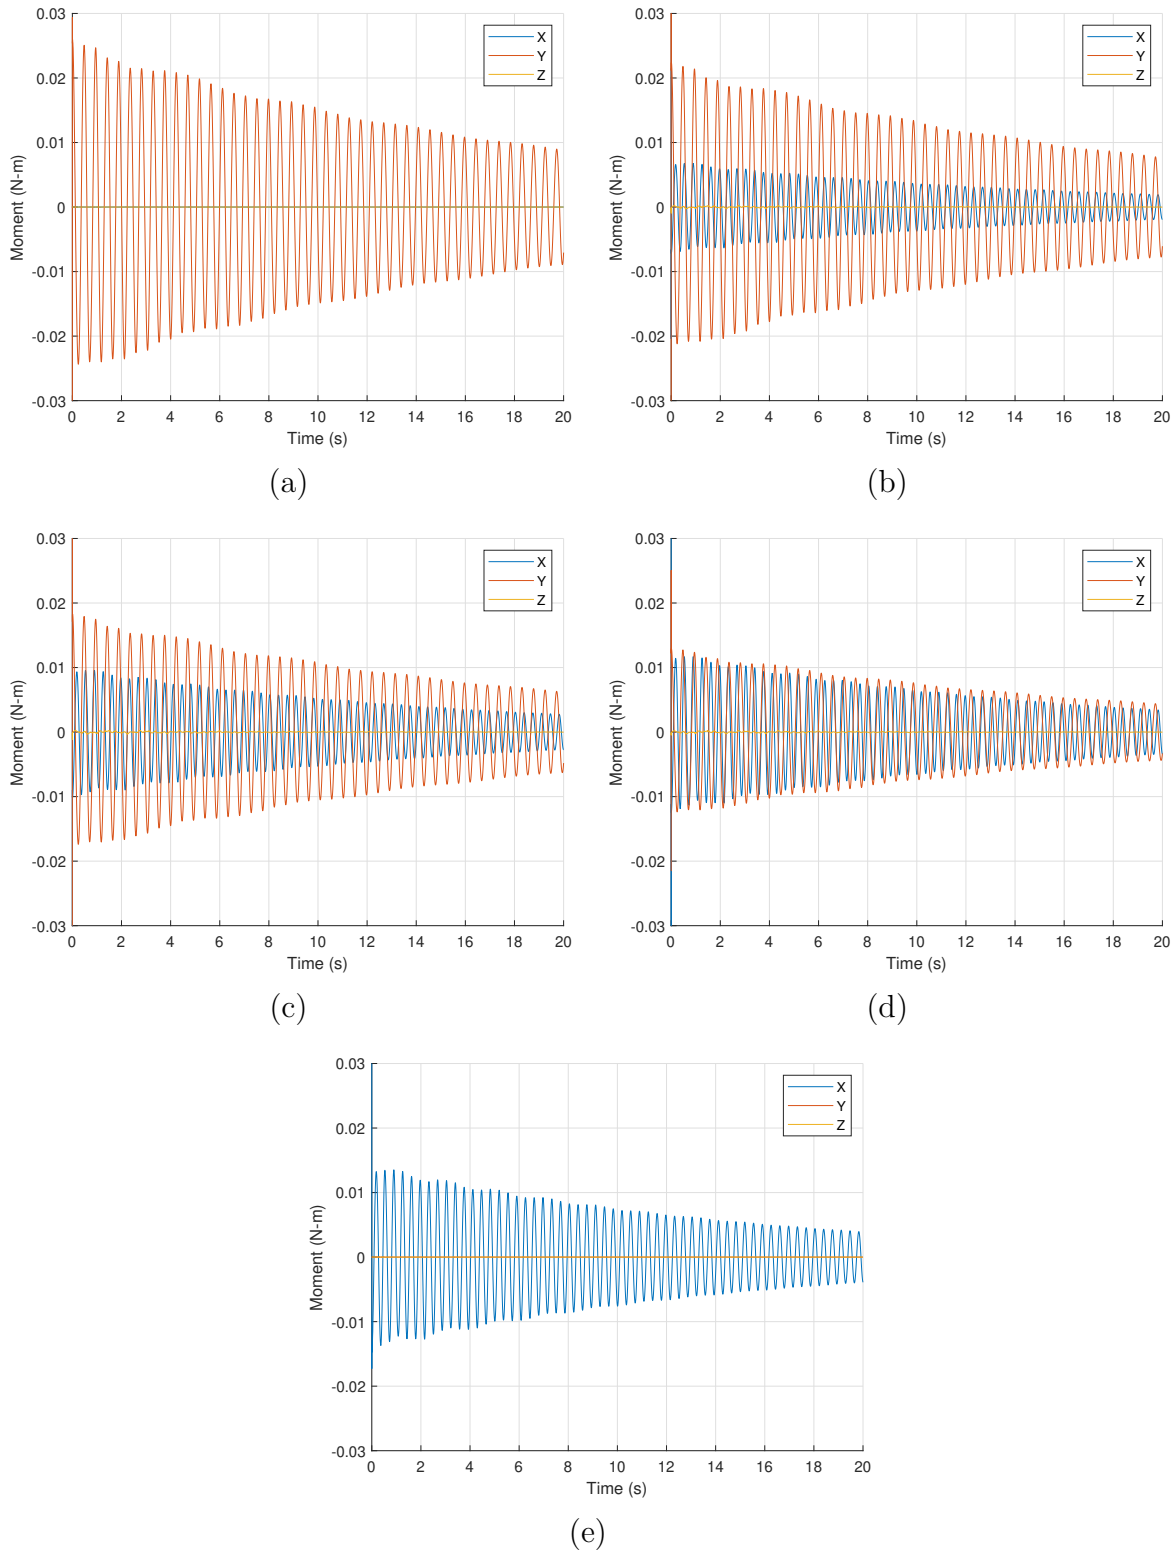 0.03
0.02
0.01
0
-0.01
-0.02
-0.03
Moment (N-m)
X
Y
Z
0 2 4 6 8 10 12 14 16 18 20
Time (s)
(a)
0.03
0.02
0.01
0
-0.01
-0.02
-0.03
Moment (N-m)
X
Y
Z
0 2 4 6 8 10 12 14 16 18 20
Time (s)
(b)
0.03
0.02
0.01
0
-0.01
-0.02
-0.03
Moment (N-m)
X
Y
Z
0 2 4 6 8 10 12 14 16 18 20
Time (s)
(c)
0.03
0.02
0.01
0
-0.01
-0.02
-0.03
Moment (N-m)
X
Y
Z
0 2 4 6 8 10 12 14 16 18 20
Time (s)
(d)
0.03
0.02
0.01
0
-0.01
-0.02
-0.03
Moment (N-m)
X
Y
Z
0 2 4 6 8 10 12 14 16 18 20
Time (s)
(e)